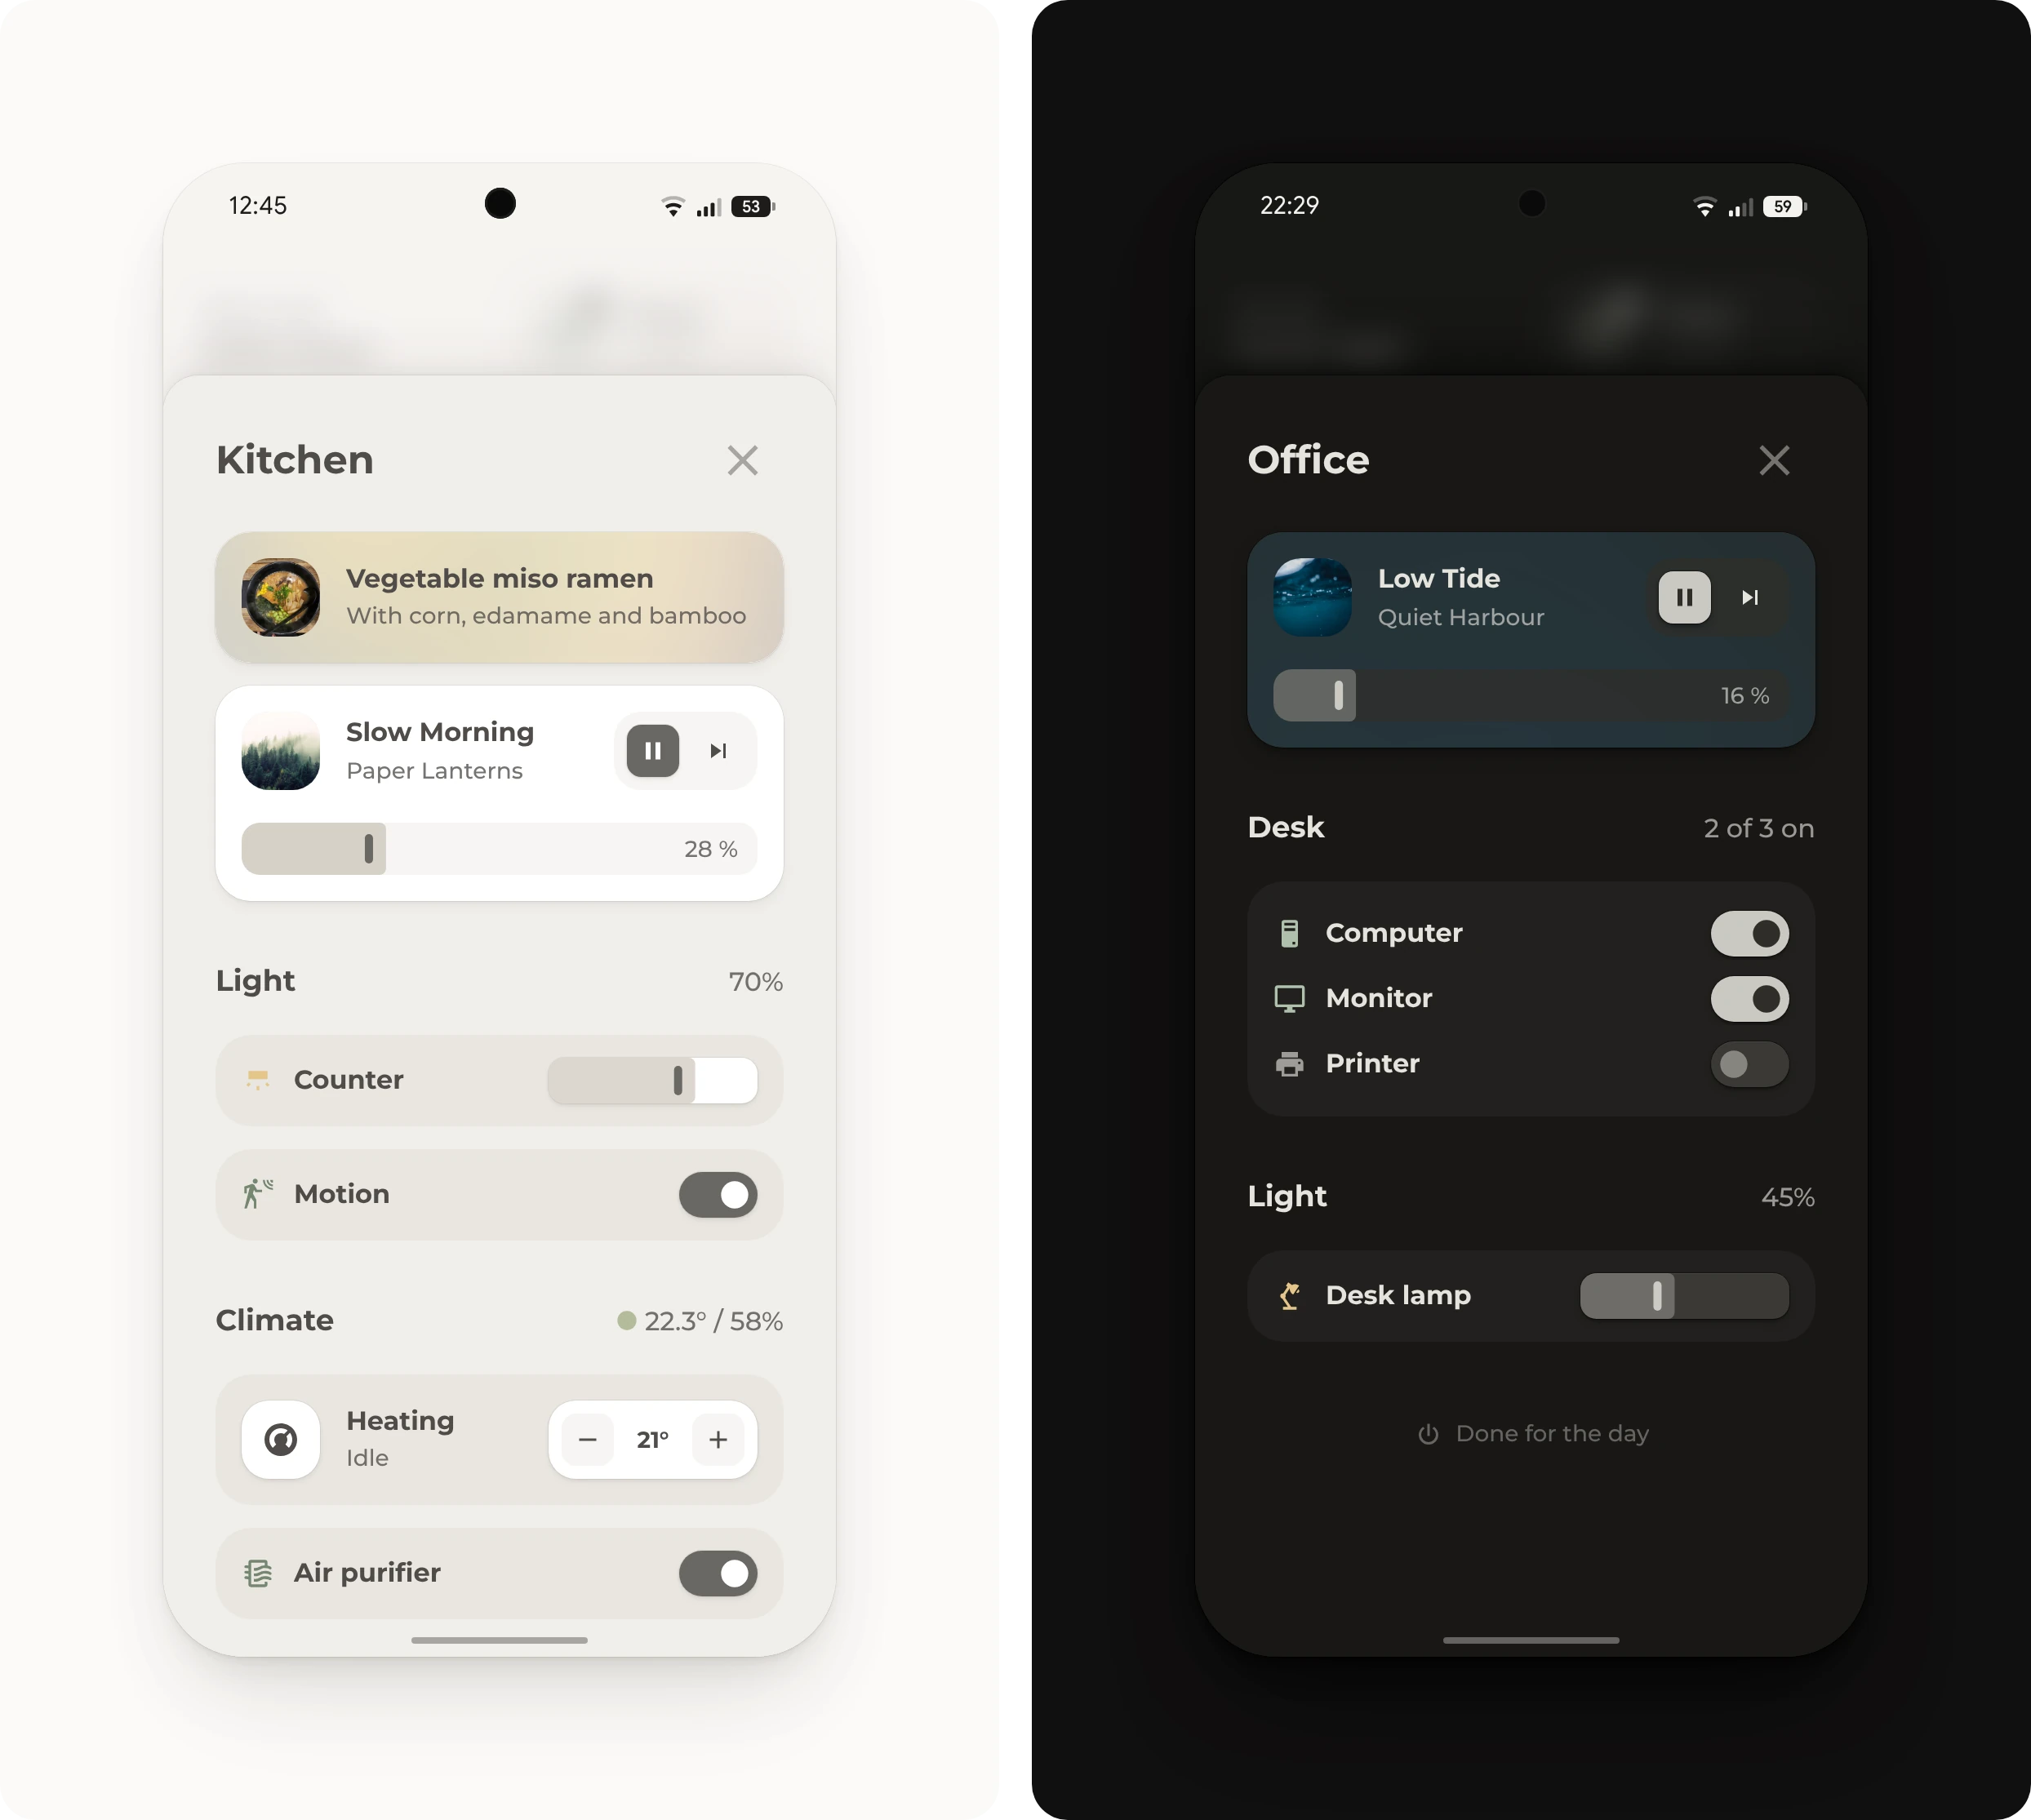 12:45
53
Kitchen
Vegetable miso ramen
With corn, edamame and bamboo
Slow Morning
Paper Lanterns
28 %
Light
70%
Counter
Motion
Climate
22.3° / 58%
Heating
Idle
21°
Air purifier
22:29
59
Office
Low Tide
Quiet Harbour
16 %
Desk
2 of 3 on
Computer
Monitor
Printer
Light
45%
Desk lamp
Done for the day